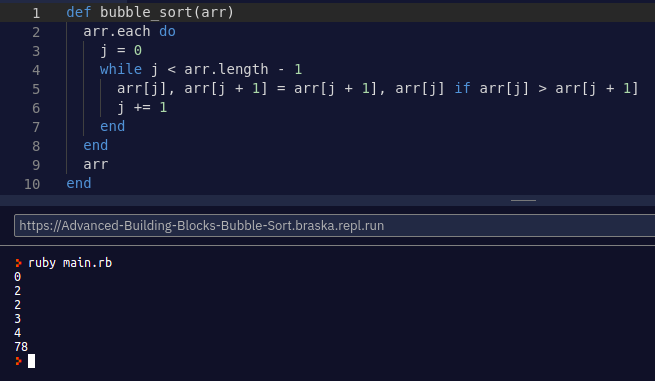 1 def bubble_sort(arr)
2 arr.each do
3 j = 0
4 while j < arr.length - 1
5 arr[j], arr[j + 1] = arr[j + 1], arr[j] if arr[j] > arr[j + 1]
6 j += 1
7 end
8 end
9 arr
10 end
https://Advanced-Building-Blocks-Bubble-Sort.braska.repl.run
ruby main.rb
0
2
2
3
4
78